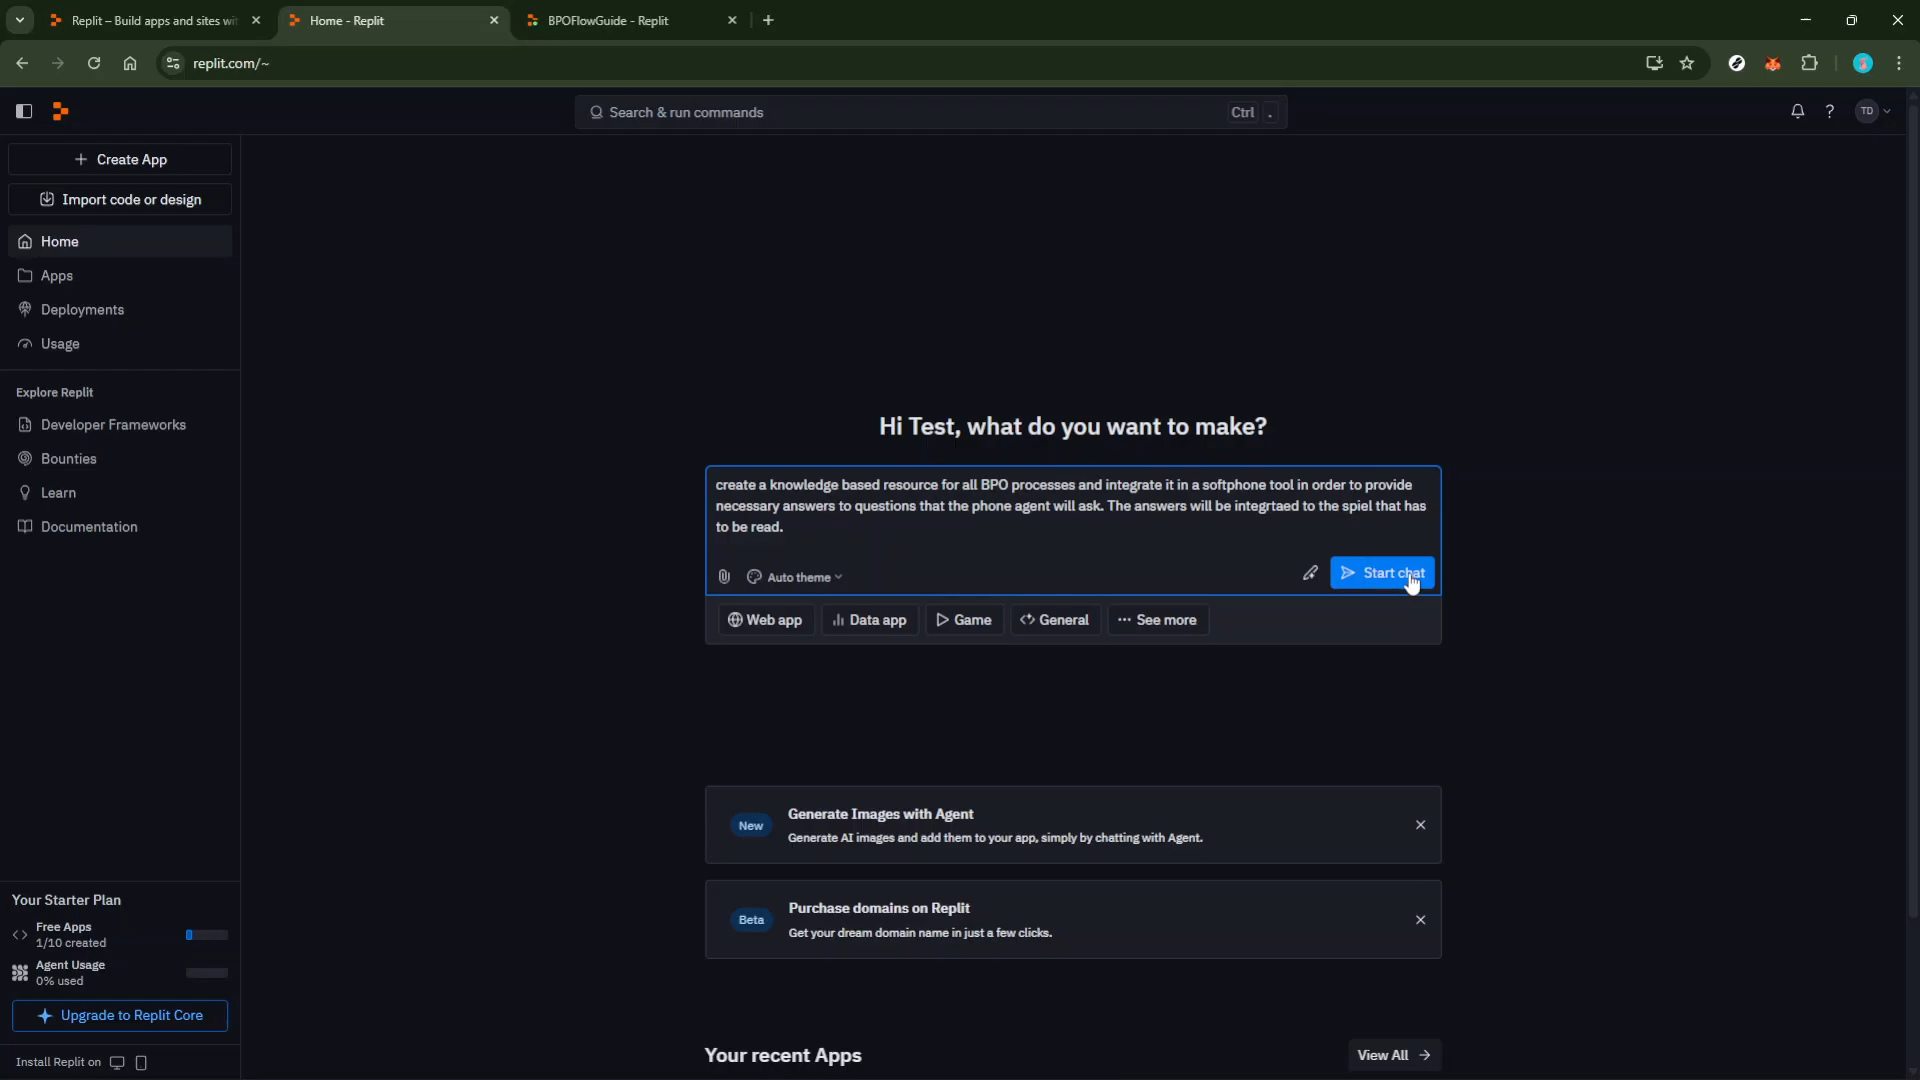 Replit – Build apps and sites wit
Home - Replit
BPOFlowGuide - Replit
replit.com/~
Search & run commands
Ctrl .
?
TD
Create App
Import code or design
Home
Apps
Deployments
Usage
Explore Replit
Developer Frameworks
Bounties
Learn
Documentation
Hi Test, what do you want to make?
create a knowledge based resource for all BPO processes and integrate it in a softphone tool in order to provide
necessary answers to questions that the phone agent will ask. The answers will be integrtaed to the spiel that has
to be read.
Auto theme
Start chat
Web app
Data app
Game
General
See more
New
Generate Images with Agent
Generate AI images and add them to your app, simply by chatting with Agent.
Beta
Purchase domains on Replit
Get your dream domain name in just a few clicks.
Your recent Apps
View All
Your Starter Plan
Free Apps
1/10 created
Agent Usage
0% used
Upgrade to Replit Core
Install Replit on